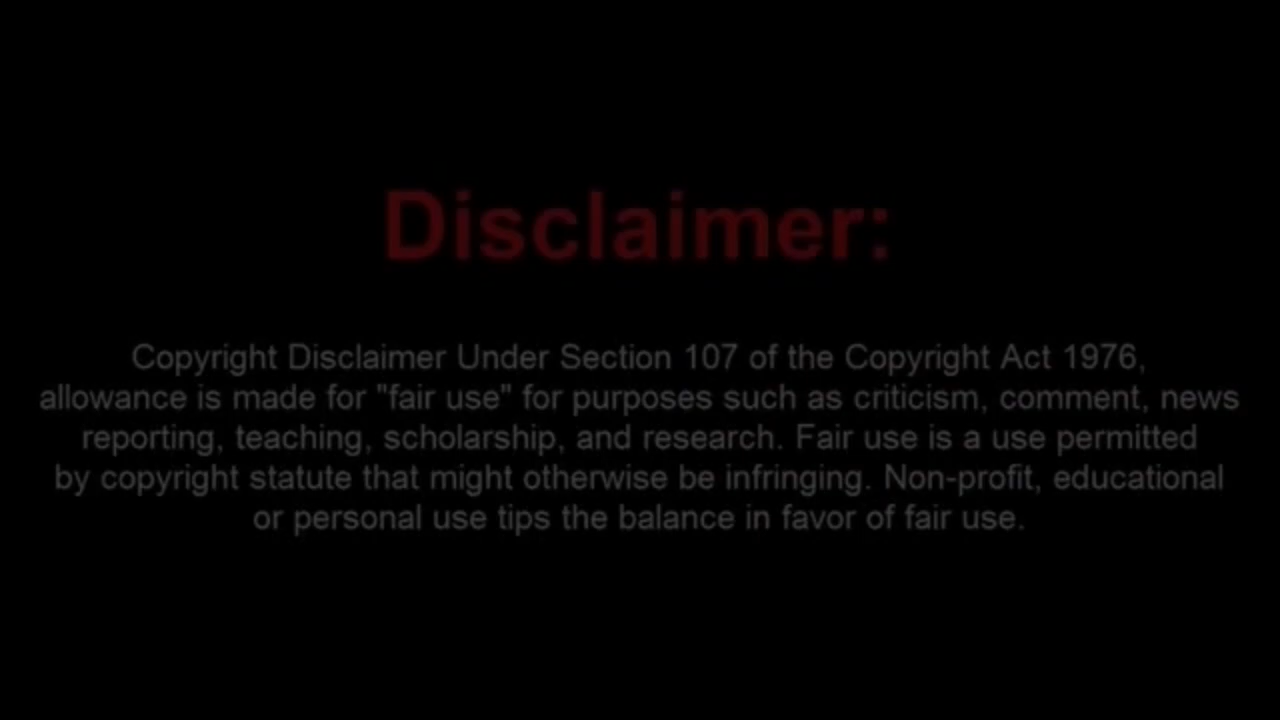 Disclaimer:
Copyright Disclaimer Under Section 107 of the Copyright Act 1976,
allowance is made for "fair use" for purposes such as criticism, comment, news
reporting, teaching, scholarship, and research. Fair use is a use permitted
by copyright statute that might otherwise be infringing. Non-profit, educational
or personal use tips the balance in favor of fair use.